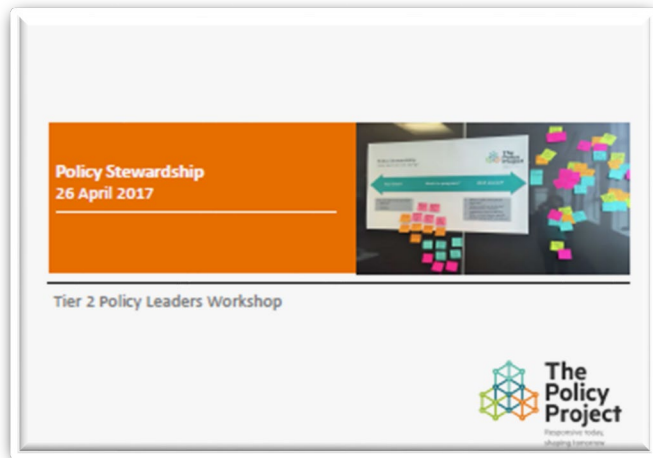 Policy Stewardship
26 April 2017
The
Policy
Project
Tier 2 Policy Leaders Workshop
The
Policy
Project
Responsive today,
shaping tomorrow